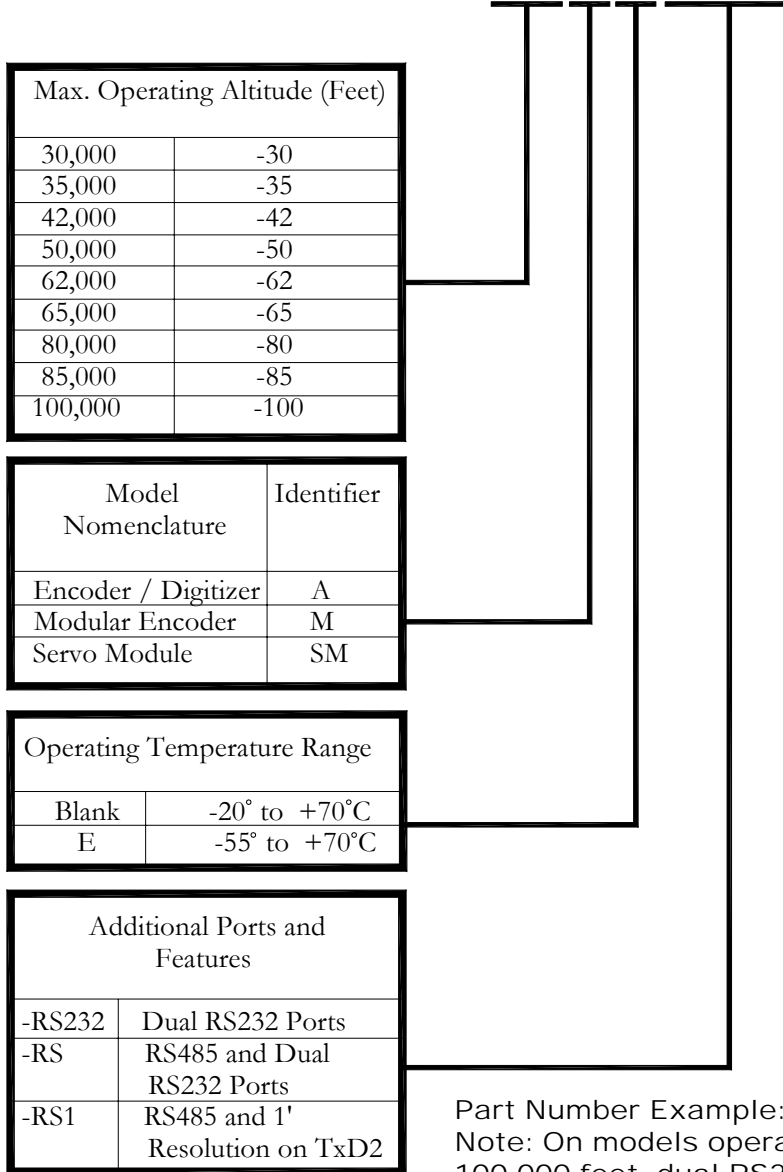 Max. Operating Altitude (Feet)
30,000 -30
35,000 -35
42,000 -42
50,000 -50
62,000 -62
65,000 -65
80,000 -80
85,000 -85
100,000 -100
Model Identifier
Nomenclature
Encoder / Digitizer A
Modular Encoder M
Servo Module SM
Operating Temperature Range
Blank -20° to +70°C
E -55° to +70°C
Additional Ports and
Features
-RS232 Dual RS232 Ports
-RS RS485 and Dual
RS232 Ports
-RS1 RS485 and 1'
Resolution on TxD2
Part Number Example:
Note: On models
100,000 feet, dual